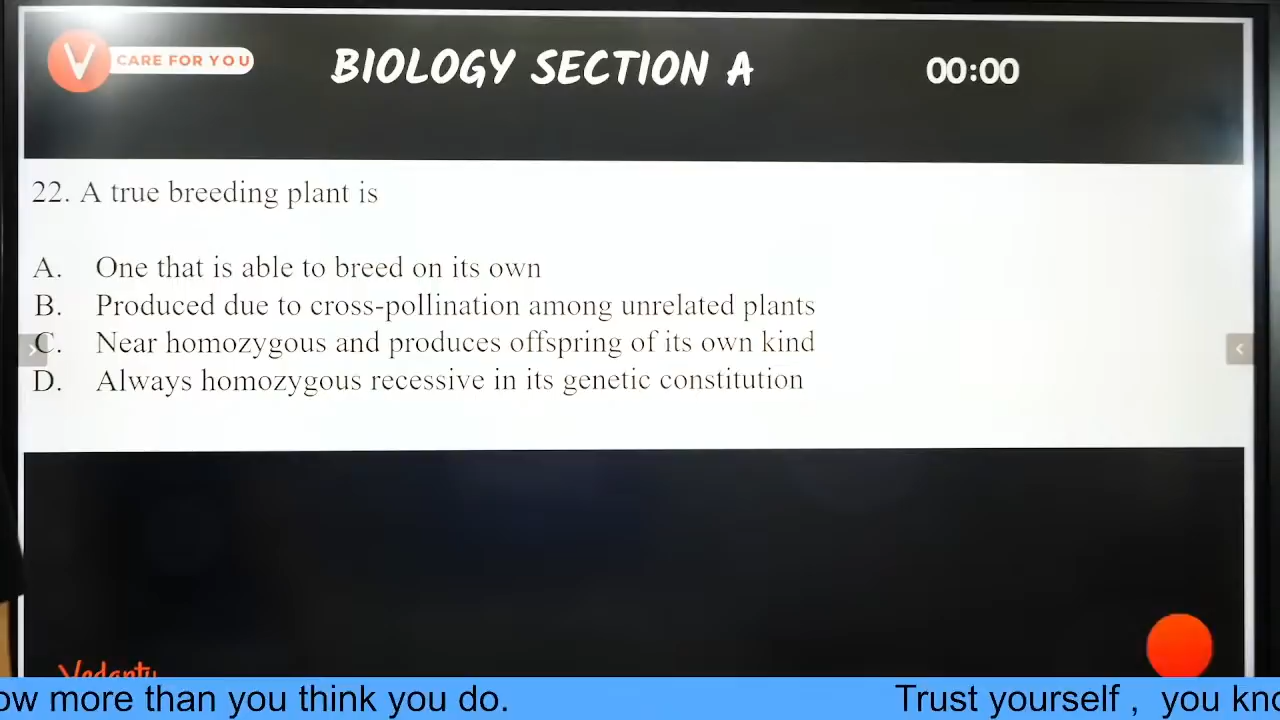 V CARE FOR YOU
BIOLOGY SECTION A
00:00
22. A true breeding plant is
A. One that is able to breed on its own
B. Produced due to cross-pollination among unrelated plants
C. Near homozygous and produces offspring of its own kind
D. Always homozygous recessive in its genetic constitution
Vedantu
ow more than you think you do. Trust yourself , you kno